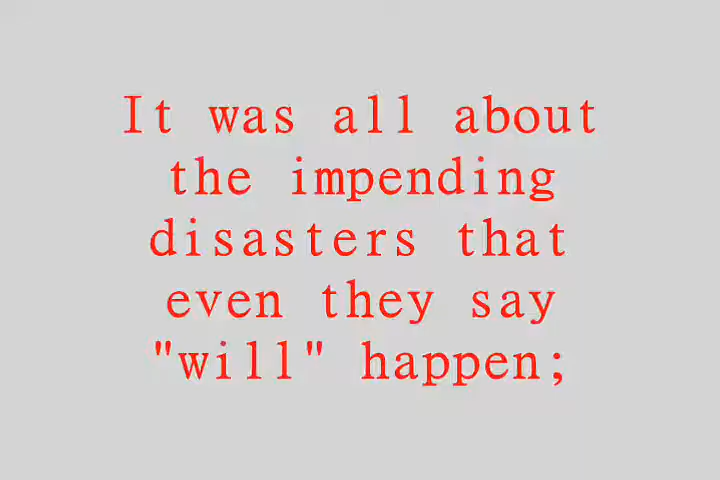 It was all about
the impending
disasters that
even they say
"will" happen;